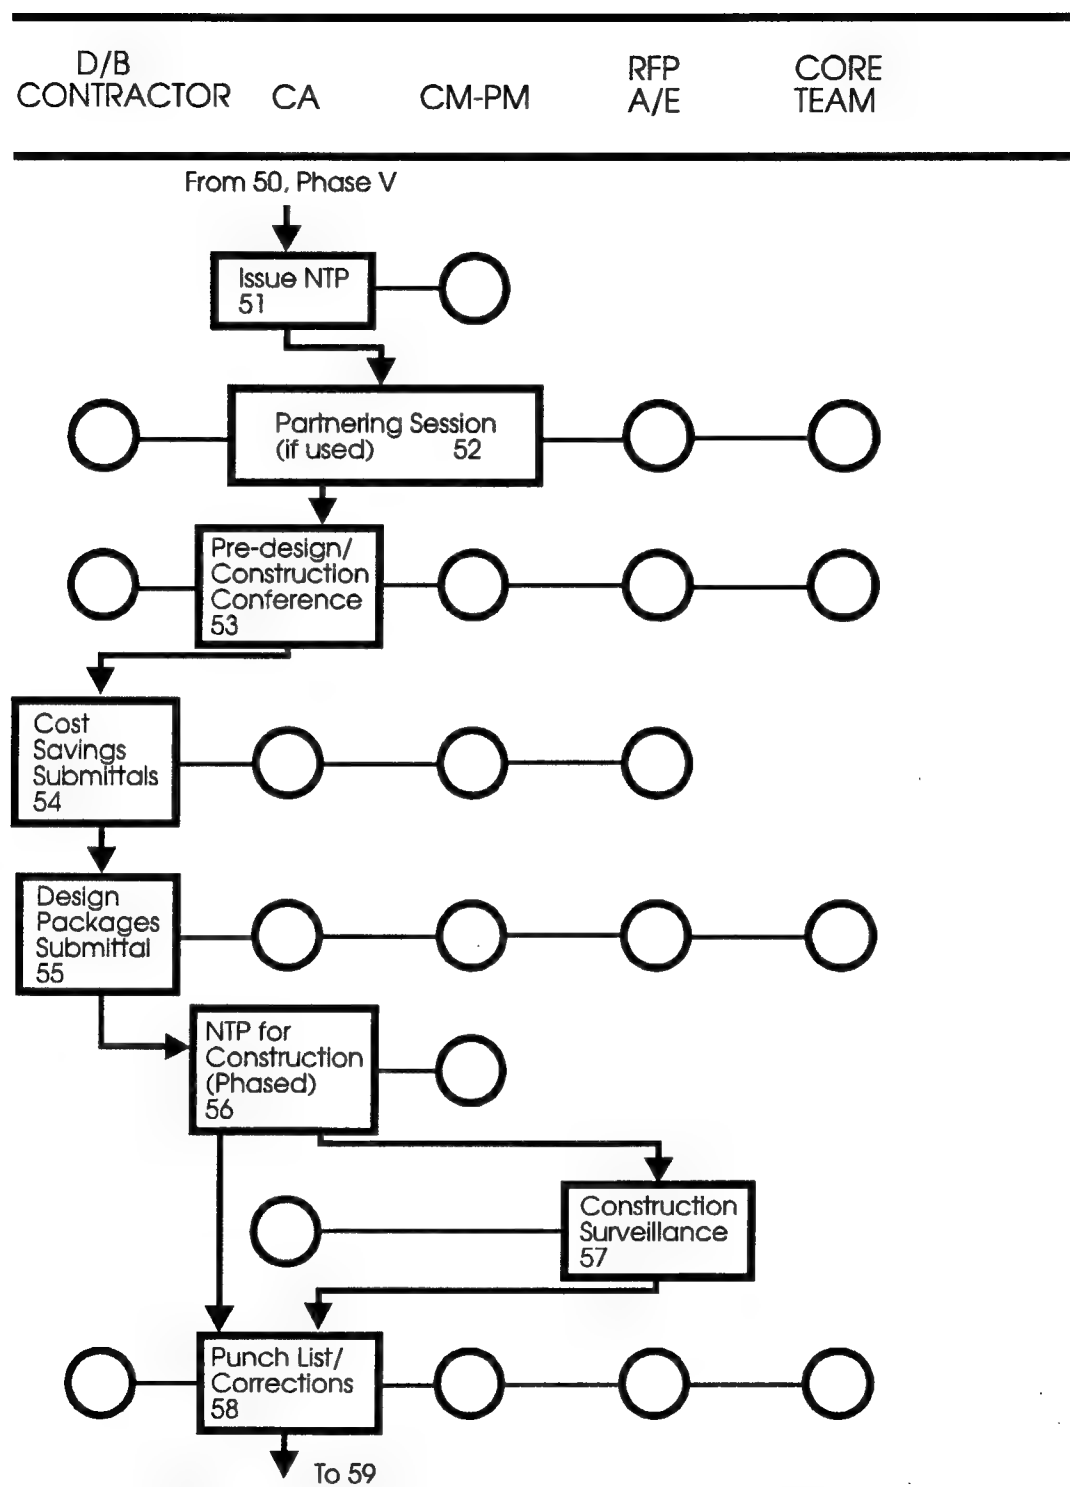 D/B
CONTRACTOR
CA
CM-PM
RFP
A/E
CORE
TEAM
From 50, Phase V
Issue NTP
51
Partnering Session
(if used) 52
Pre-design/
Construction
Conference
53
Cost
Savings
Submittals
54
Design
Packages
Submittal
55
NTP for
Construction
(Phased)
56
Construction
Surveillance
57
Punch List/
Corrections
58
To 59